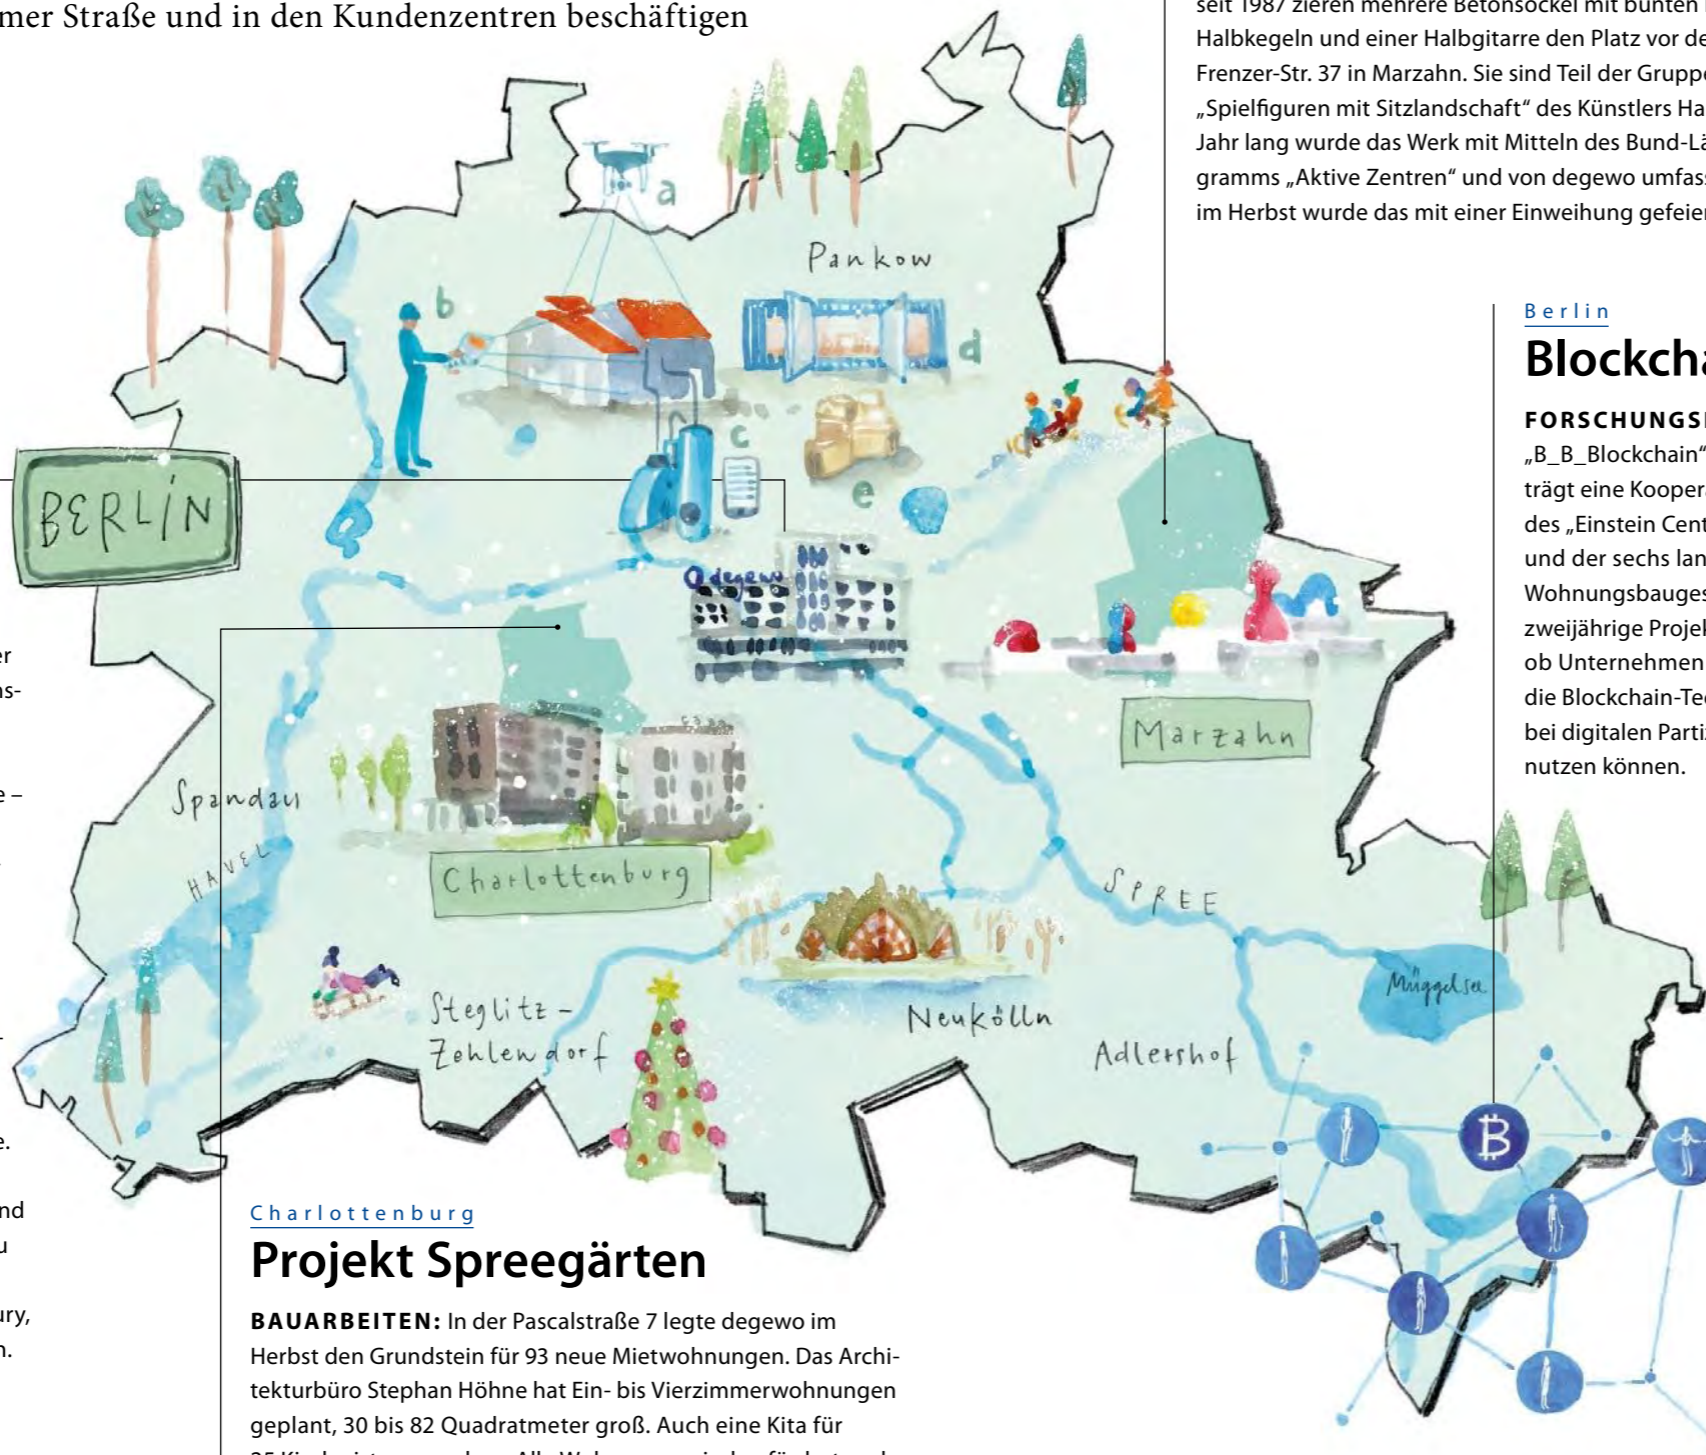 mer Straße und in den Kundenzentren beschäftigen
seit 1987 zieren mehrere Betonsockel mit bunten
Halbkegeln und einer Halbgitarre den Platz vor de
Frenzer-Str. 37 in Marzahn. Sie sind Teil der Grupp
„Spielfiguren mit Sitzlandschaft“ des Künstlers Ha
Jahr lang wurde das Werk mit Mitteln des Bund-Lä
gramms „Aktive Zentren“ und von degewo umfas
im Herbst wurde das mit einer Einweihung gefeier
a
Pankow
b
d
c
e
BERLIN
degewo
Berlin
Blockcha
FORSCHUNGS
„B_B_Blockchain“
trägt eine Kooper
des „Einstein Cent
und der sechs lan
Wohnungsbauges
zweijährige Projek
ob Unternehmen
die Blockchain-Te
bei digitalen Parti
nutzen können.
er
ns-
e –
e.
nd
u
ury,
n.
Marzahn
Spandau
HAVEL
Charlottenburg
SPREE
Müggelsee
Steglitz –
Zehlendorf
Neukölln
Adlershof
B
Charlottenburg
Projekt Spreegärten
BAUARBEITEN: In der Pascalstraße 7 legte degewo im
Herbst den Grundstein für 93 neue Mietwohnungen. Das Archi-
tekturbüro Stephan Höhne hat Ein- bis Vierzimmerwohnungen
geplant, 30 bis 82 Quadratmeter groß. Auch eine Kita für